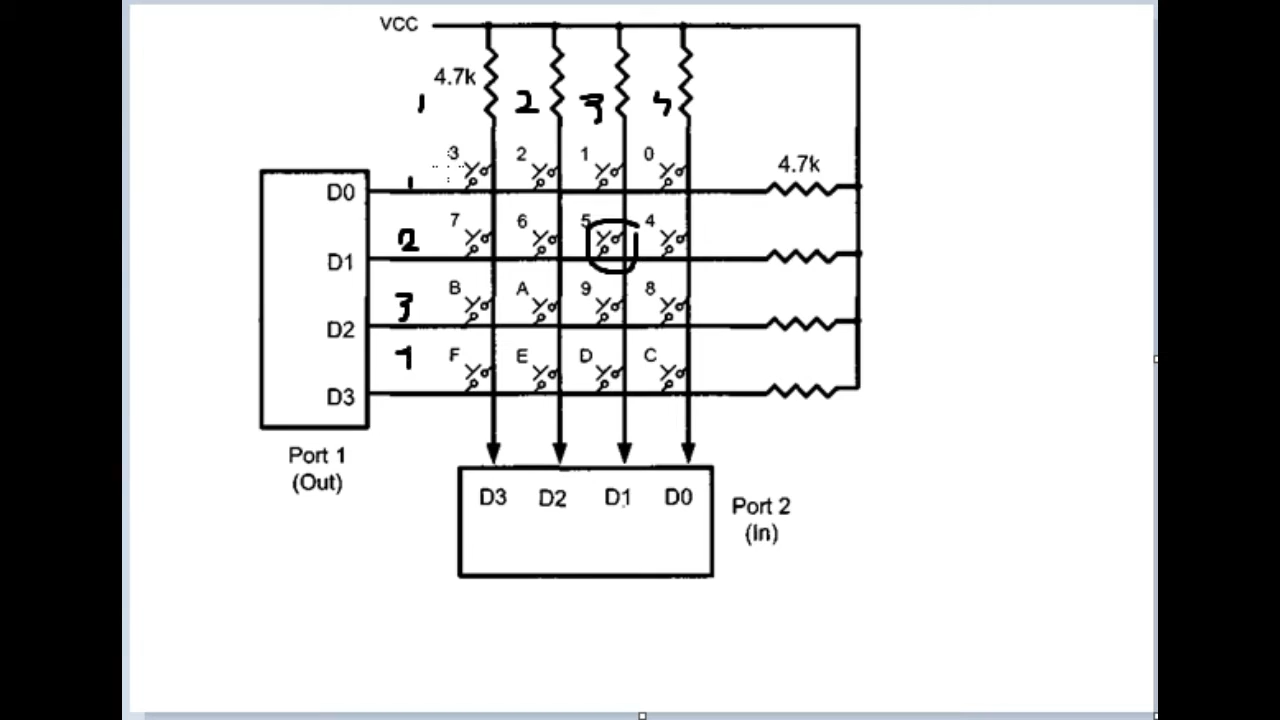 VCC
4.7k
1 2 3 4
3 2 1 0
4.7k
D0 1
7 6 5 4
2
D1
B A 9 8
3
D2
F E D C
4
D3
Port 1
(Out)
D3 D2 D1 D0
Port 2
(In)